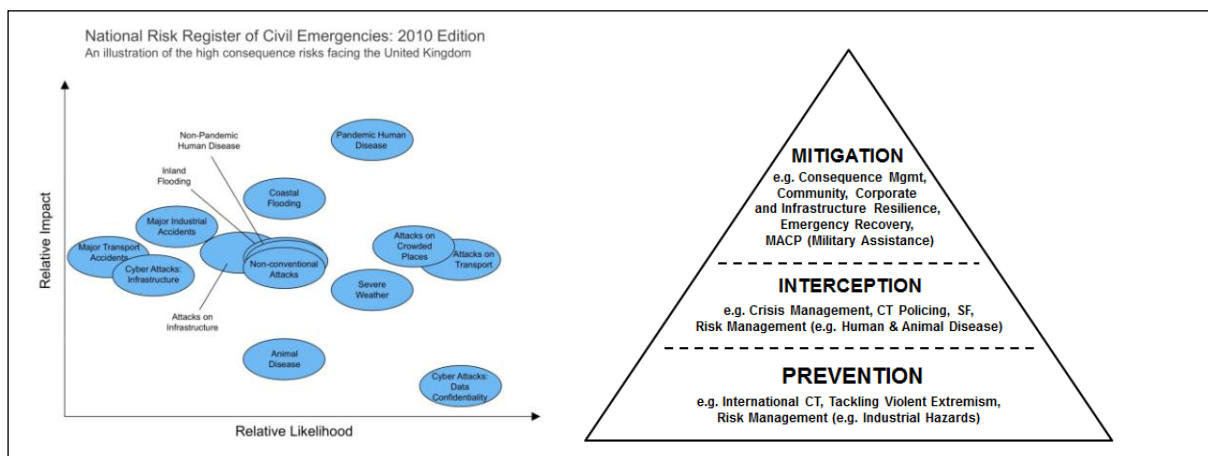 National Risk Register of Civil Emergencies: 2010 Edition
An illustration of the high consequence risks facing the United Kingdom
Relative Impact
Non-Pandemic
Human Disease
Pandemic Human
Disease
Inland
Flooding
Coastal
Flooding
Major Industrial
Accidents
Major Transport
Accidents
Cyber Attacks:
Infrastructure
Non-conventional
Attacks
Attacks on
Crowded
Places
Attacks on
Transport
Severe
Weather
Attacks on
Infrastructure
Animal
Disease
Cyber Attacks:
Data
Confidentiality
Relative Likelihood
MITIGATION
e.g. Consequence Mgmt,
Community, Corporate
and Infrastructure Resilience,
Emergency Recovery,
MACP (Military Assistance)
INTERCEPTION
e.g. Crisis Management, CT Policing, SF,
Risk Management (e.g. Human & Animal Disease)
PREVENTION
e.g. International CT, Tackling Violent Extremism,
Risk Management (e.g. Industrial Hazards)